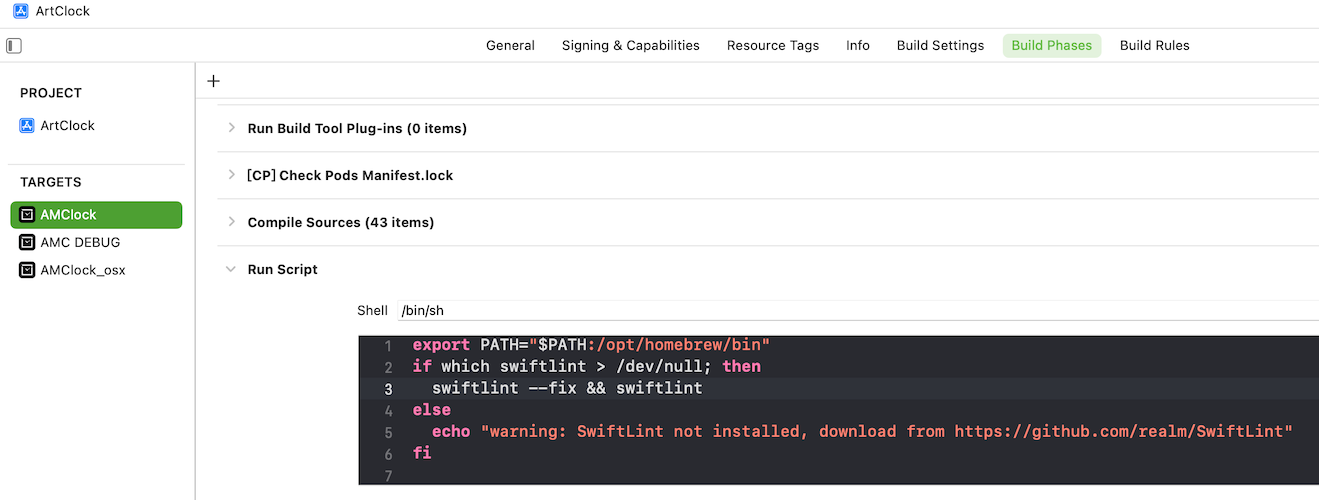 ArtClock
General Signing & Capabilities Resource Tags Info Build Settings Build Phases Build Rules
+
PROJECT
ArtClock
TARGETS
AMClock
AMC DEBUG
AMClock_osx
Run Build Tool Plug-ins (0 items)
[CP] Check Pods Manifest.lock
Compile Sources (43 items)
Run Script
Shell /bin/sh
1 export PATH="$PATH:/opt/homebrew/bin"
2 if which swiftlint > /dev/null; then
3 swiftlint --fix && swiftlint
4 else
5 echo "warning: SwiftLint not installed, download from https://github.com/realm/SwiftLint"
6 fi
7